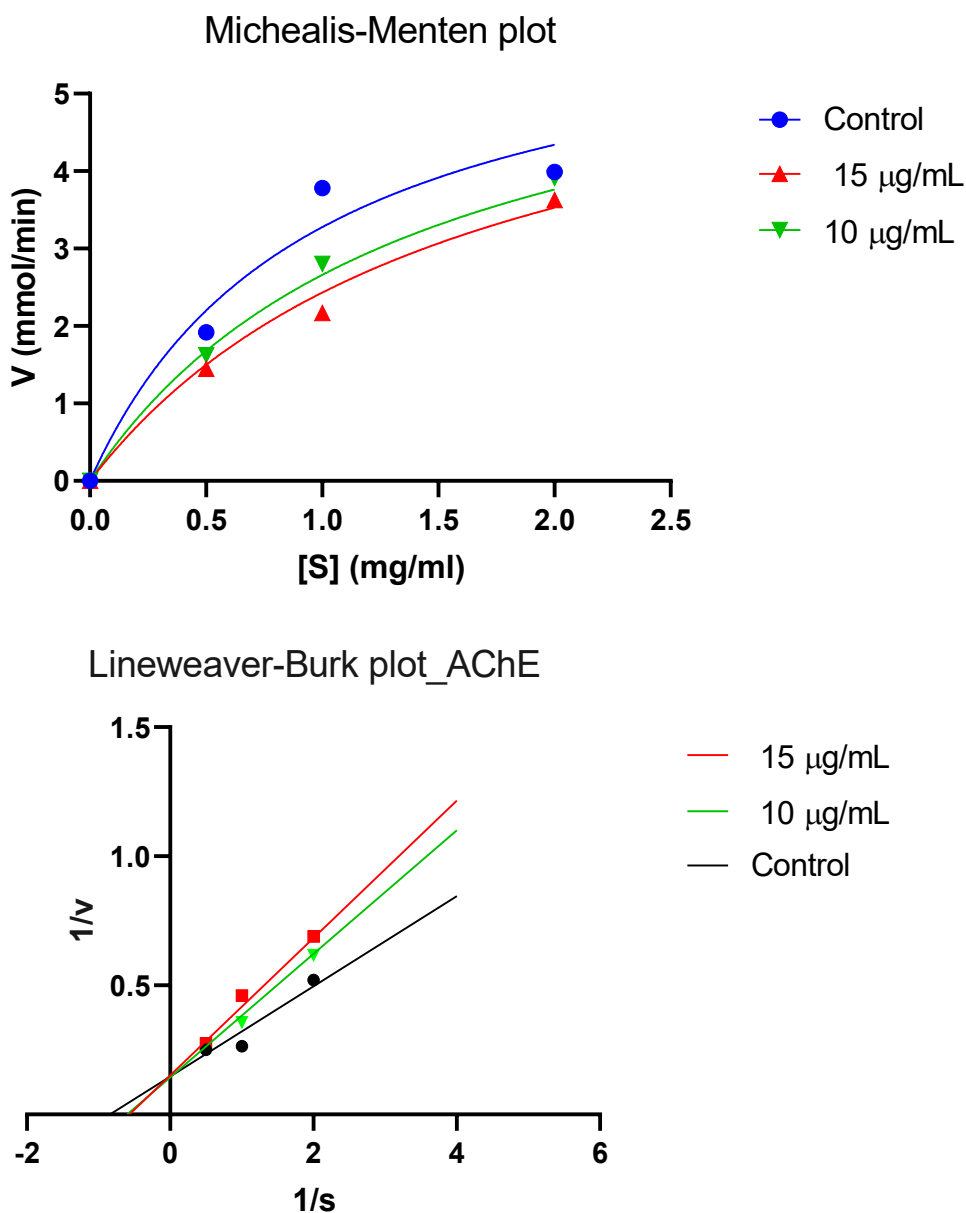 Michealis-Menten plot
5
4
3
2
1
0
V (mmol/min)
0.0 0.5 1.0 1.5 2.0 2.5
[S] (mg/ml)
Control
15 μg/mL
10 μg/mL
Lineweaver-Burk plot_AChE
1.5
1.0
0.5
1/v
-2 0 2 4 6
1/s
15 μg/mL
10 μg/mL
Control